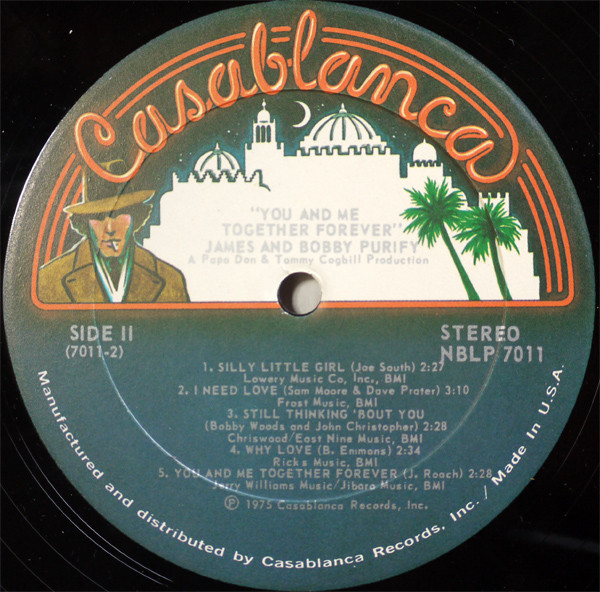 Casablanca
"YOU AND ME
TOGETHER FOREVER"
JAMES AND BOBBY PURIFY
A Papa Don & Tommy Cogbill Production
SIDE II
(7011-2)
STEREO
NBLP 7011
1. SILLY LITTLE GIRL (Joe South) 2:27
Lowery Music Co., Inc., BMI
2. I NEED LOVE (Sam Moore & Dave Prater) 3:10
Frost Music, BMI
3. STILL THINKING 'BOUT YOU
(Bobby Woods and John Christopher) 2:28
Chriswood/East Nine Music, BMI
4. WHY LOVE (B. Emmons) 2:34
Rick's Music, BMI
5. YOU AND ME TOGETHER FOREVER (J. Roach) 2:28
Jerry Williams Music/Jibaro Music, BMI
℗ 1975 Casablanca Records, Inc.
Manufactured and distributed by Casablanca Records, Inc. / Made in U.S.A.